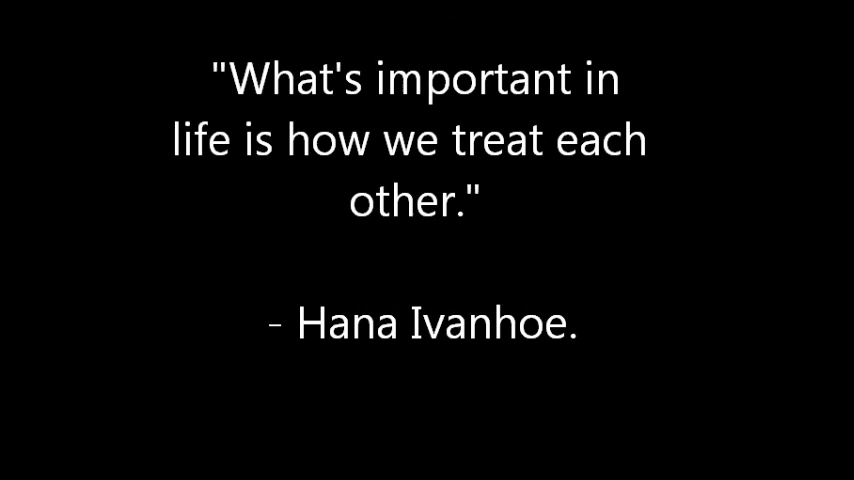 "What's important in
life is how we treat each
other."
- Hana Ivanhoe.